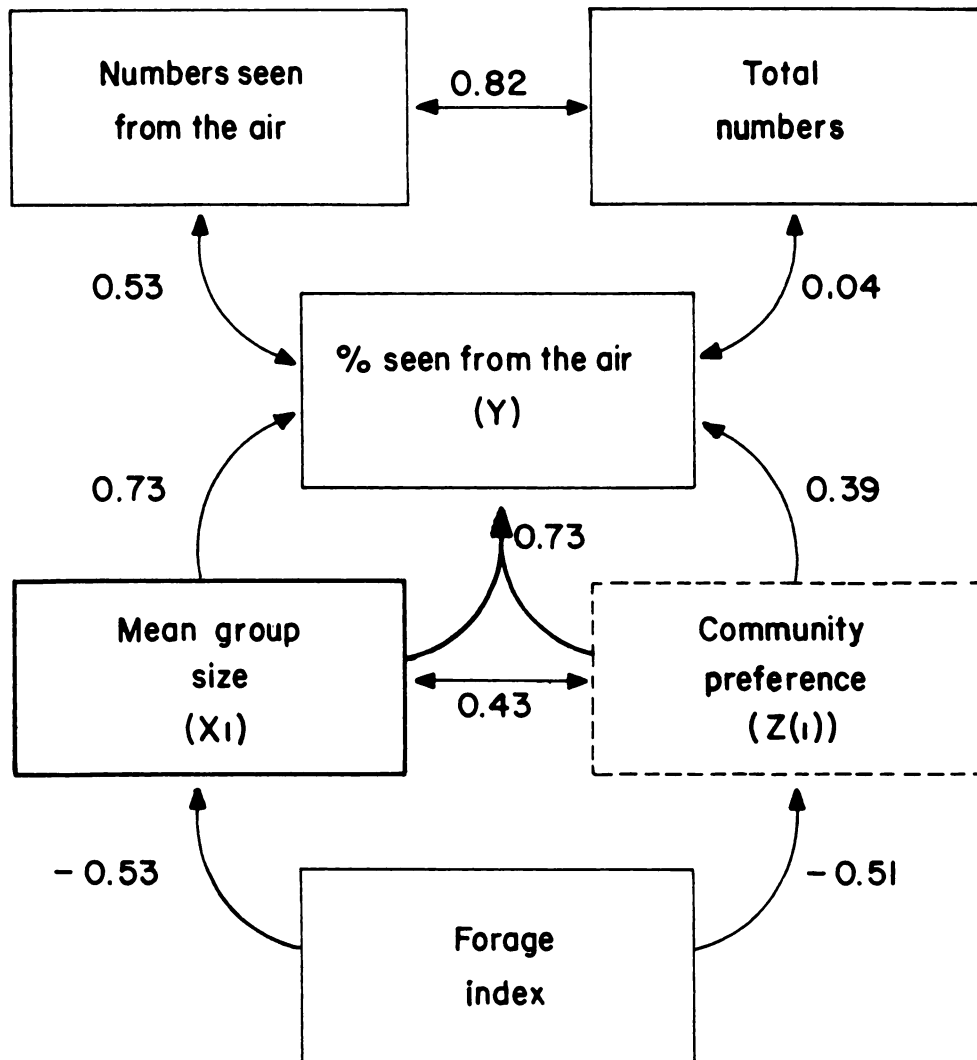 Numbers seen
from the air
0.82
Total
numbers
0.53
0.04
% seen from the air
(Y)
0.73
0.39
0.73
Mean group
size
(X1)
0.43
Community
preference
(Z(1))
- 0.53
- 0.51
Forage
index